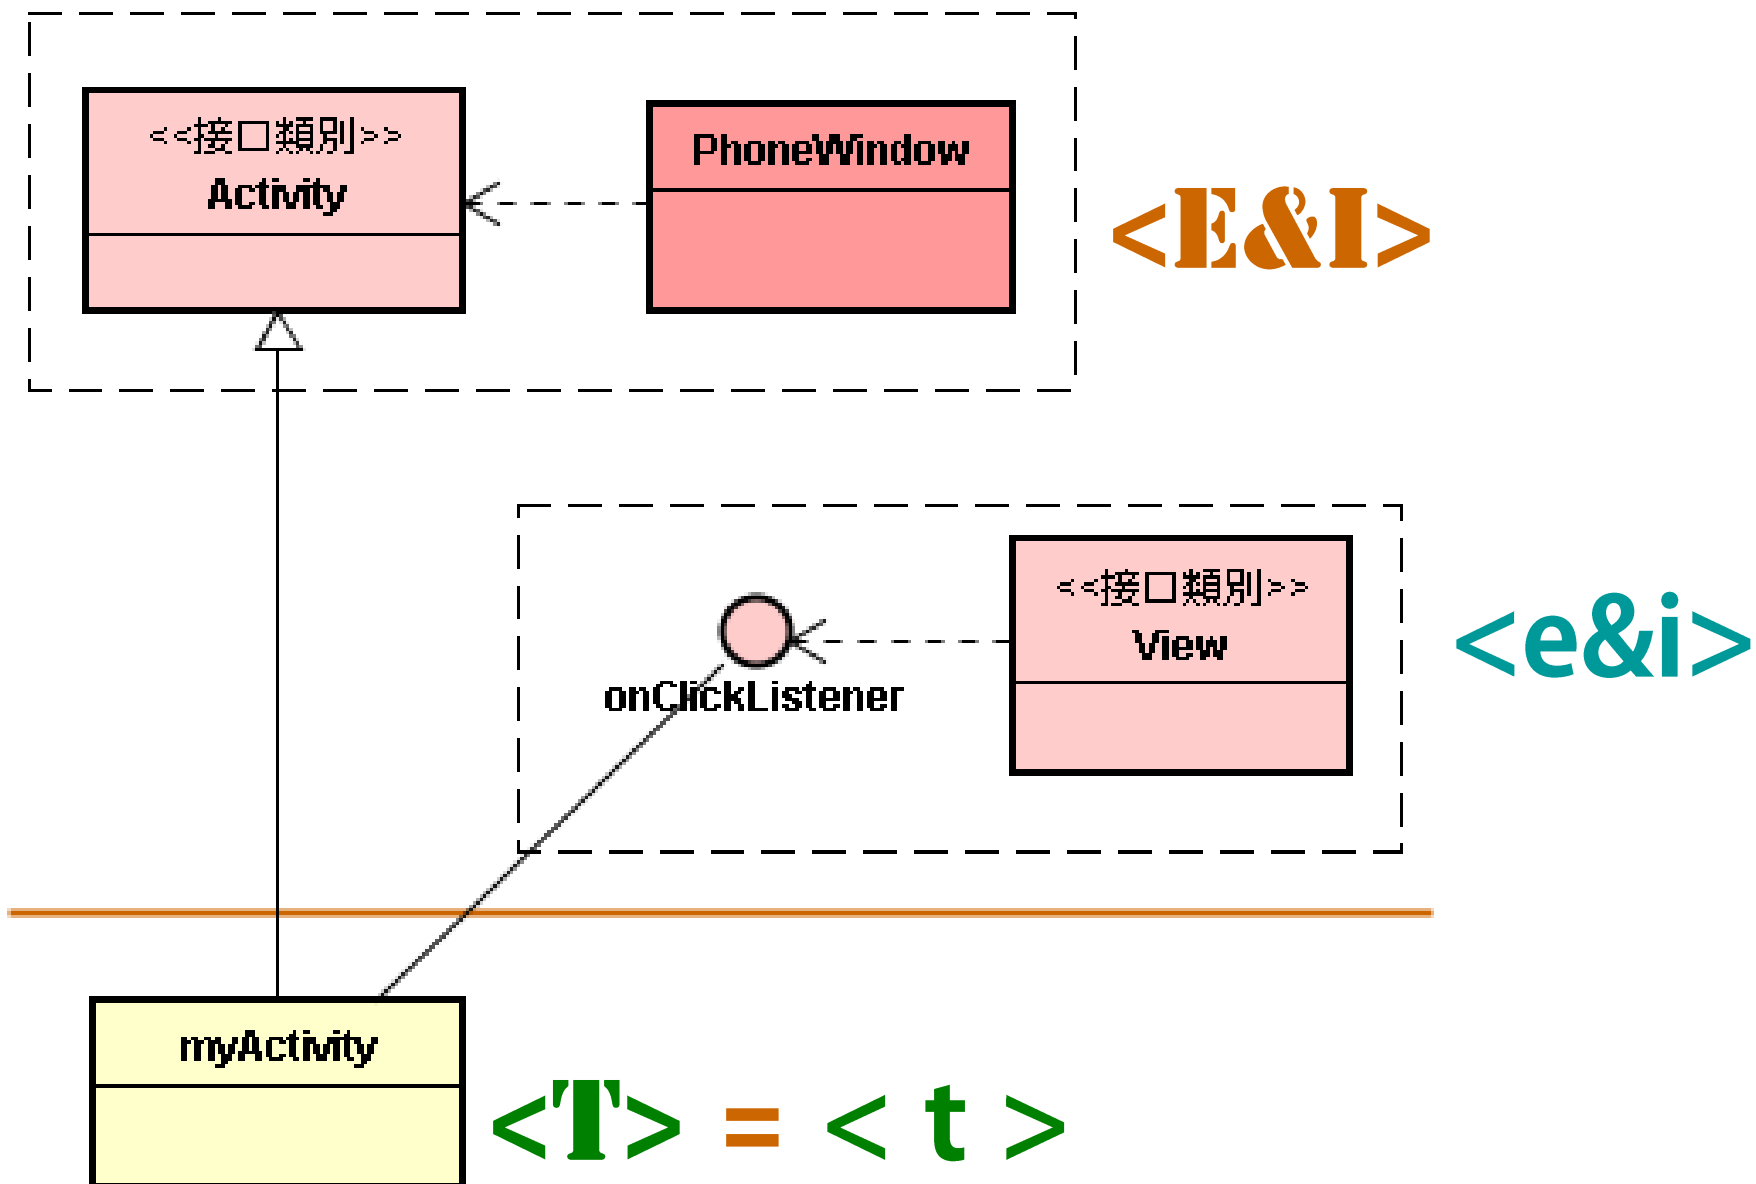 <<接口類別>>
Activity
PhoneWindow
<E&I>
<<接口類別>>
View
onClickListener
<e&i>
myActivity
<T> = < t >